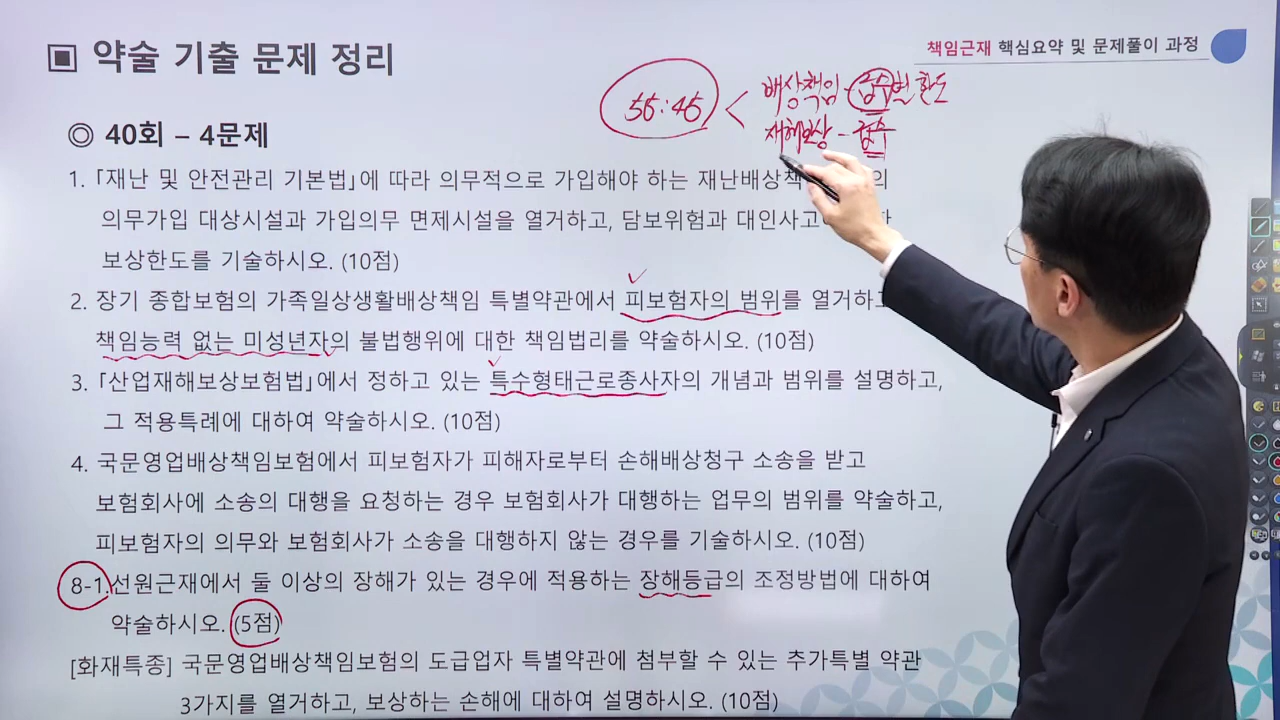 책임근재 핵심요약 및 문제풀이 과정
▣ 약술 기출 문제 정리
55:45 < 배상책임 - 급수별 한도
재해보상 - 급수
◎ 40회 – 4문제
1. 「재난 및 안전관리 기본법」에 따라 의무적으로 가입해야 하는 재난배상책 의
의무가입 대상시설과 가입의무 면제시설을 열거하고, 담보위험과 대인사고
보상한도를 기술하시오. (10점)
2. 장기 종합보험의 가족일상생활배상책임 특별약관에서 피보험자의 범위를 열거하고
책임능력 없는 미성년자의 불법행위에 대한 책임법리를 약술하시오. (10점)
3. 「산업재해보상보험법」에서 정하고 있는 특수형태근로종사자의 개념과 범위를 설명하고,
그 적용특례에 대하여 약술하시오. (10점)
4. 국문영업배상책임보험에서 피보험자가 피해자로부터 손해배상청구 소송을 받고
보험회사에 소송의 대행을 요청하는 경우 보험회사가 대행하는 업무의 범위를 약술하고,
피보험자의 의무와 보험회사가 소송을 대행하지 않는 경우를 기술하시오. (10점)
8-1. 선원근재에서 둘 이상의 장해가 있는 경우에 적용하는 장해등급의 조정방법에 대하여
약술하시오. (5점)
[화재특종] 국문영업배상책임보험의 도급업자 특별약관에 첨부할 수 있는 추가특별 약관
3가지를 열거하고, 보상하는 손해에 대하여 설명하시오. (10점)